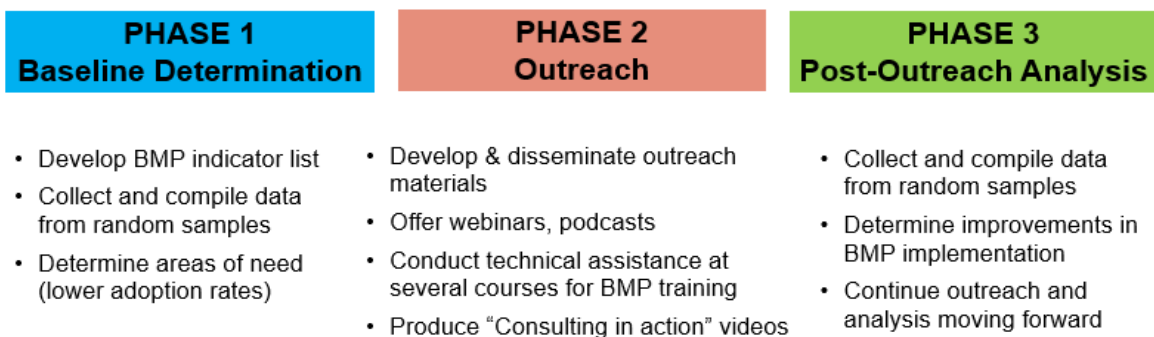 PHASE 1
Baseline Determination
• Develop BMP indicator list
• Collect and compile data
from random samples
• Determine areas of need
(lower adoption rates)
PHASE 2
Outreach
• Develop & disseminate outreach
materials
• Offer webinars, podcasts
• Conduct technical assistance at
several courses for BMP training
• Produce “Consulting in action” videos
PHASE 3
Post-Outreach Analysis
• Collect and compile data
from random samples
• Determine improvements in
BMP implementation
• Continue outreach and
analysis moving forward